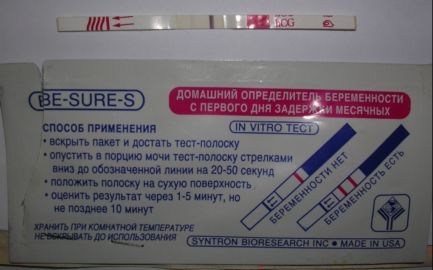 HCG
BE-SURE-S
ДОМАШНИЙ ОПРЕДЕЛИТЕЛЬ БЕРЕМЕННОСТИ
С ПЕРВОГО ДНЯ ЗАДЕРЖКИ МЕСЯЧНЫХ
СПОСОБ ПРИМЕНЕНИЯ
IN VITRO ТЕСТ
• вскрыть пакет и достать тест-полоску
• опустить в порцию мочи тест-полоску стрелками
вниз до обозначенной линии на 20-50 секунд
• положить полоску на сухую поверхность
• оценить результат через 1-5 минут, но
не позднее 10 минут
БЕРЕМЕННОСТИ НЕТ
БЕРЕМЕННОСТЬ ЕСТЬ
ХРАНИТЬ ПРИ КОМНАТНОЙ ТЕМПЕРАТУРЕ
НЕ ВСКРЫВАТЬ ДО ИСПОЛЬЗОВАНИЯ
SYNTRON BIORESEARCH INC • MADE IN USA